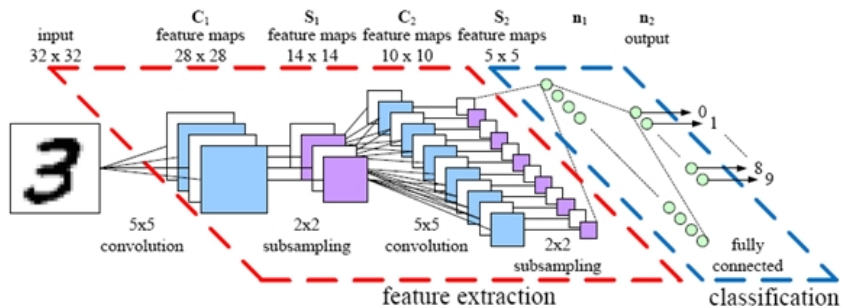 C1 S1 C2 S2 n1 n2
input feature maps feature maps feature maps feature maps output
32 x 32 28 x 28 14 x 14 10 x 10 5 x 5
0
1
8
9
5x5 2x2 5x5 2x2 fully
convolution subsampling convolution subsampling connected
feature extraction classification